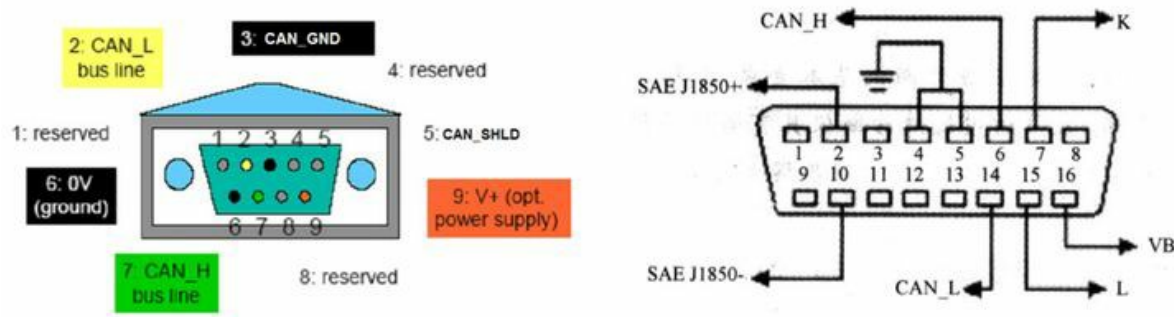 2: CAN_L
bus line
3: CAN_GND
4: reserved
1: reserved
5: CAN_SHLD
1 2 3 4 5
6: 0V
(ground)
9: V+ (opt.
power supply)
6 7 8 9
7: CAN_H
bus line
8: reserved
CAN_H
K
SAE J1850+
1 2 3 4 5 6 7 8
9 10 11 12 13 14 15 16
VB
SAE J1850-
CAN_L
L